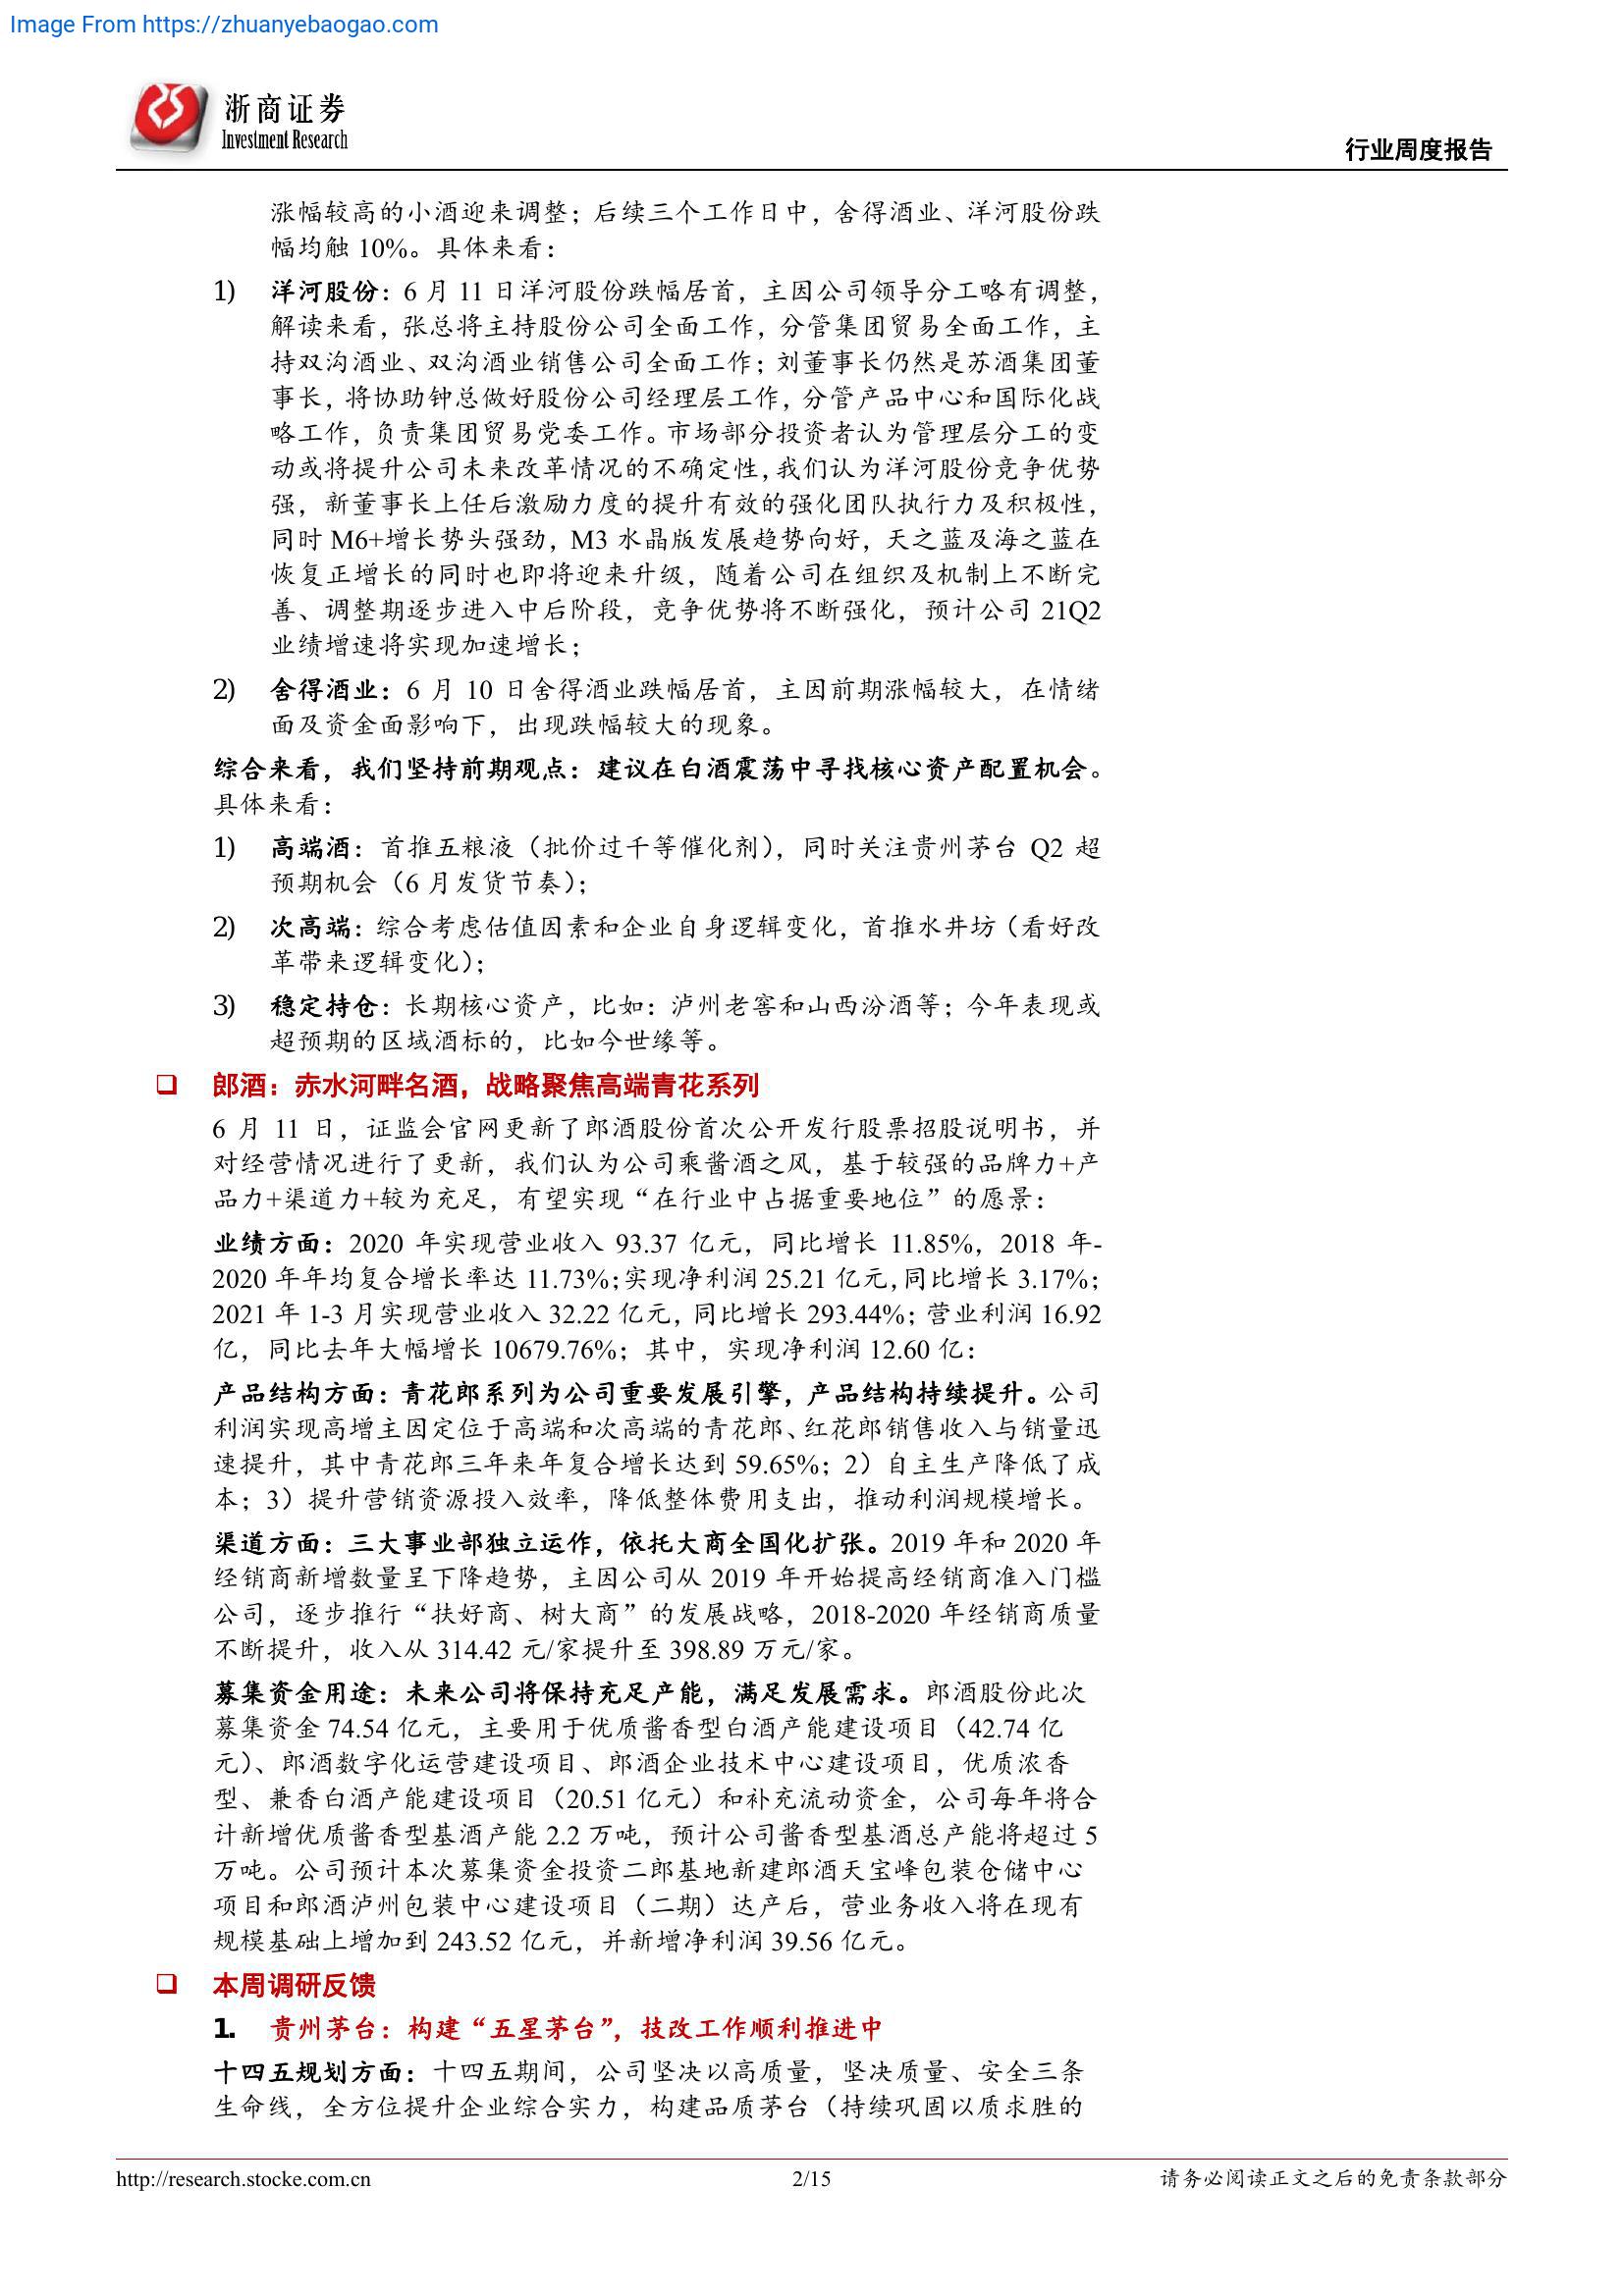 Image From https://zhuanyebaogao.com
浙商证券
Investment Research
行业周度报告
涨幅较高的小酒迎来调整；后续三个工作日中，舍得酒业、洋河股份跌
幅均触 10%。具体来看：
1) 洋河股份：6 月 11 日洋河股份跌幅居首，主因公司领导分工略有调整，
解读来看，张总将主持股份公司全面工作，分管集团贸易全面工作，主
持双沟酒业、双沟酒业销售公司全面工作；刘董事长仍然是苏酒集团董
事长，将协助钟总做好股份公司经理层工作，分管产品中心和国际化战
略工作，负责集团贸易党委工作。市场部分投资者认为管理层分工的变
动或将提升公司未来改革情况的不确定性，我们认为洋河股份竞争优势
强，新董事长上任后激励力度的提升有效的强化团队执行力及积极性，
同时 M6+增长势头强劲，M3 水晶版发展趋势向好，天之蓝及海之蓝在
恢复正增长的同时也即将迎来升级，随着公司在组织及机制上不断完
善、调整期逐步进入中后阶段，竞争优势将不断强化，预计公司 21Q2
业绩增速将实现加速增长；
2) 舍得酒业：6 月 10 日舍得酒业跌幅居首，主因前期涨幅较大，在情绪
面及资金面影响下，出现跌幅较大的现象。
综合来看，我们坚持前期观点：建议在白酒震荡中寻找核心资产配置机会。
具体来看：
1) 高端酒：首推五粮液（批价过千等催化剂），同时关注贵州茅台 Q2 超
预期机会（6 月发货节奏）；
2) 次高端：综合考虑估值因素和企业自身逻辑变化，首推水井坊（看好改
革带来逻辑变化）；
3) 稳定持仓：长期核心资产，比如：泸州老窖和山西汾酒等；今年表现或
超预期的区域酒标的，比如今世缘等。
❑ 郎酒：赤水河畔名酒，战略聚焦高端青花系列
6 月 11 日，证监会官网更新了郎酒股份首次公开发行股票招股说明书，并
对经营情况进行了更新，我们认为公司乘酱酒之风，基于较强的品牌力+产
品力+渠道力+较为充足，有望实现“在行业中占据重要地位”的愿景：
业绩方面：2020 年实现营业收入 93.37 亿元，同比增长 11.85%，2018 年-
2020 年年均复合增长率达 11.73%；实现净利润 25.21 亿元，同比增长 3.17%；
2021 年 1-3 月实现营业收入 32.22 亿元，同比增长 293.44%；营业利润 16.92
亿，同比去年大幅增长 10679.76%；其中，实现净利润 12.60 亿：
产品结构方面：青花郎系列为公司重要发展引擎，产品结构持续提升。公司
利润实现高增主因定位于高端和次高端的青花郎、红花郎销售收入与销量迅
速提升，其中青花郎三年来年复合增长达到 59.65%；2）自主生产降低了成
本；3）提升营销资源投入效率，降低整体费用支出，推动利润规模增长。
渠道方面：三大事业部独立运作，依托大商全国化扩张。2019 年和 2020 年
经销商新增数量呈下降趋势，主因公司从 2019 年开始提高经销商准入门槛
公司，逐步推行“扶好商、树大商”的发展战略，2018-2020 年经销商质量
不断提升，收入从 314.42 元/家提升至 398.89 万元/家。
募集资金用途：未来公司将保持充足产能，满足发展需求。郎酒股份此次
募集资金 74.54 亿元，主要用于优质酱香型白酒产能建设项目（42.74 亿
元）、郎酒数字化运营建设项目、郎酒企业技术中心建设项目，优质浓香
型、兼香白酒产能建设项目（20.51 亿元）和补充流动资金，公司每年将合
计新增优质酱香型基酒产能 2.2 万吨，预计公司酱香型基酒总产能将超过 5
万吨。公司预计本次募集资金投资二郎基地新建郎酒天宝峰包装仓储中心
项目和郎酒泸州包装中心建设项目（二期）达产后，营业务收入将在现有
规模基础上增加到 243.52 亿元，并新增净利润 39.56 亿元。
❑ 本周调研反馈
1. 贵州茅台：构建“五星茅台”，技改工作顺利推进中
十四五规划方面：十四五期间，公司坚决以高质量，坚决质量、安全三条
生命线，全方位提升企业综合实力，构建品质茅台（持续巩固以质求胜的
http://research.stocke.com.cn
2/15
请务必阅读正文之后的免责条款部分